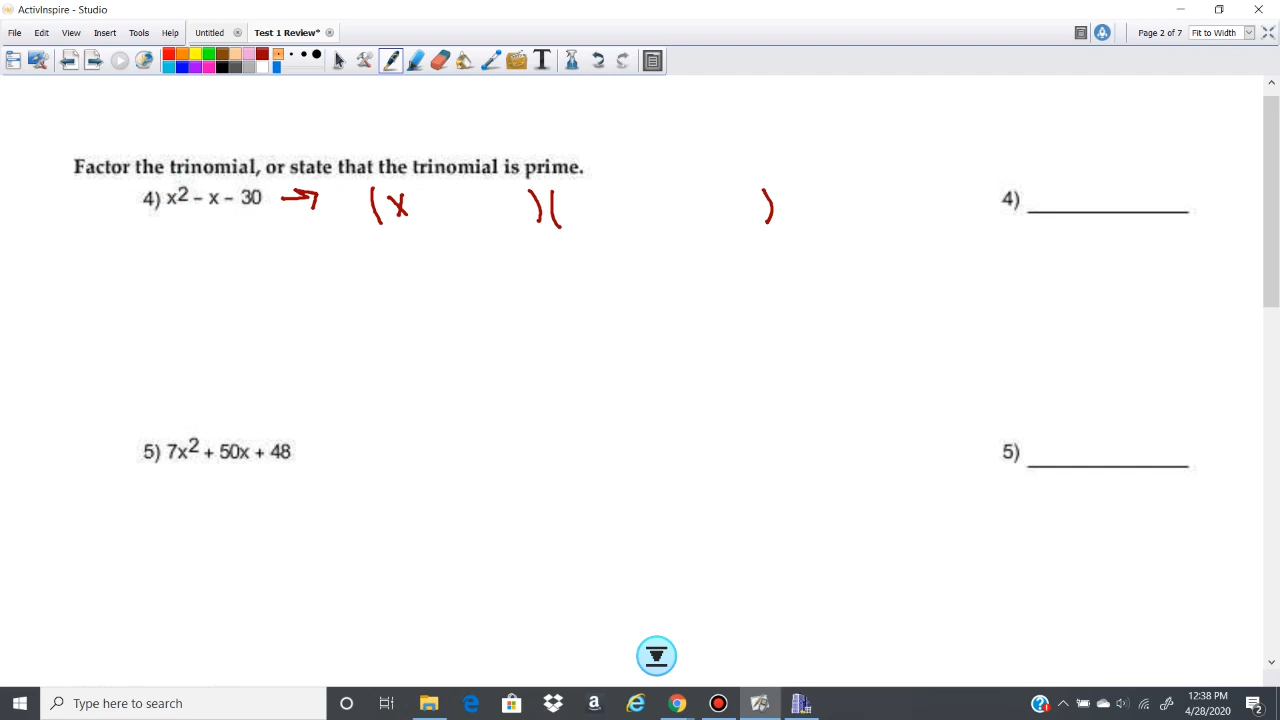 ActivInspire - Studio
File Edit View Insert Tools Help Untitled Test 1 Review* Page 2 of 7 Fit to Width
Factor the trinomial, or state that the trinomial is prime.
4) x² – x – 30 → (x )( ) 4) ______________
5) 7x² + 50x + 48 5) ______________
Type here to search 12:38 PM
4/28/2020